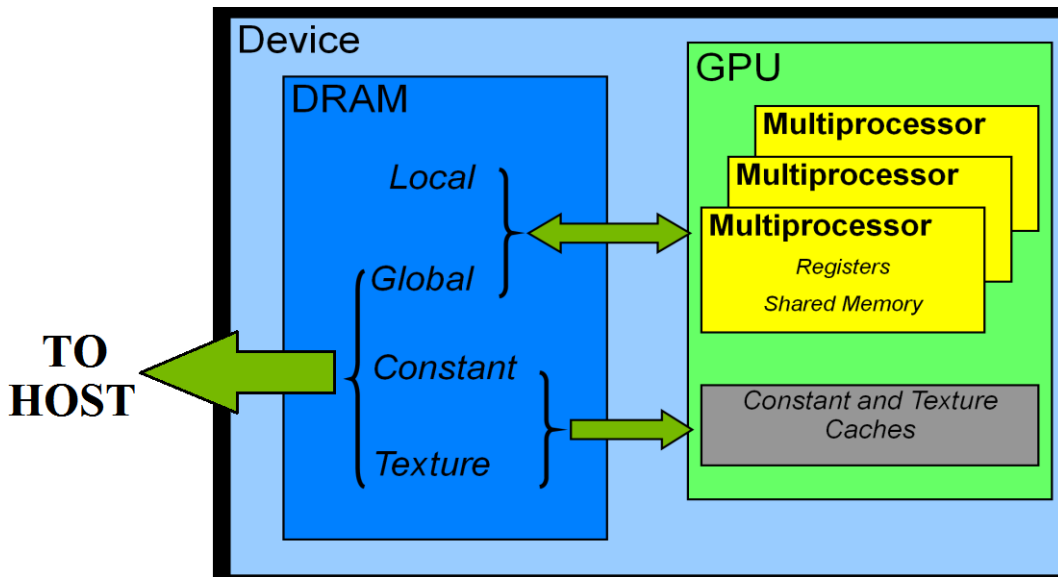 Device
DRAM
Local
Global
Constant
Texture
TO
HOST
GPU
Multiprocessor
Multiprocessor
Multiprocessor
Registers
Shared Memory
Constant and Texture
Caches